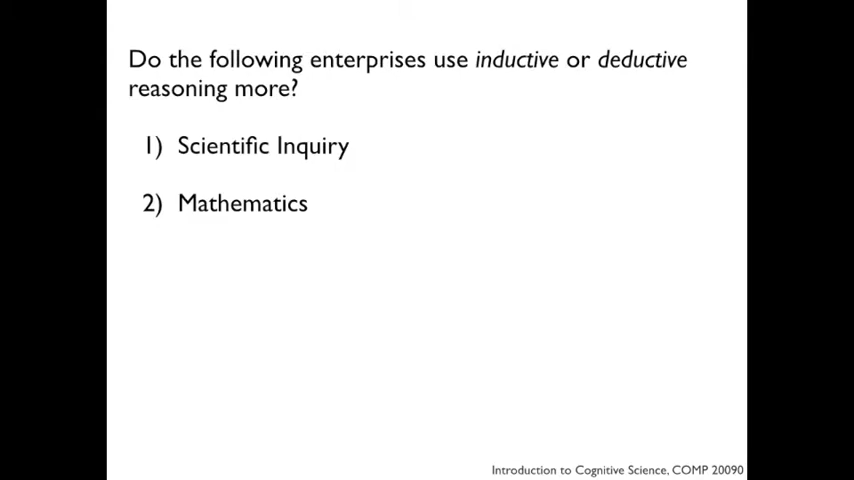 Do the following enterprises use inductive or deductive
reasoning more?
1) Scientific Inquiry
2) Mathematics
Introduction to Cognitive Science, COMP 20090